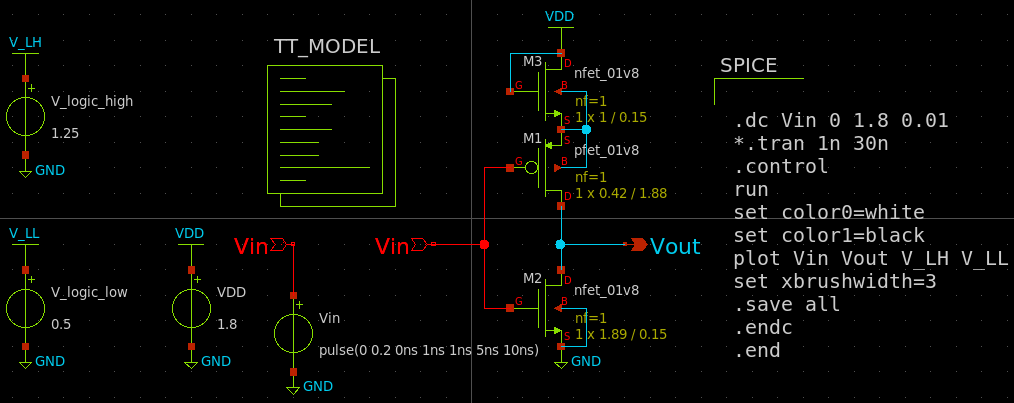 V_LH
V_logic_high
1.25
GND
TT_MODEL
VDD
M3
D
G
B
S
nfet_01v8
nf=1
1 x 1 / 0.15
M1
S
G
B
D
pfet_01v8
nf=1
1 x 0.42 / 1.88
SPICE
.dc Vin 0 1.8 0.01
*.tran 1n 30n
.control
run
set color0=white
set color1=black
plot Vin Vout V_LH V_LL
set xbrushwidth=3
.save all
.endc
.end
V_LL
V_logic_low
0.5
GND
VDD
VDD
1.8
GND
Vin
Vin
pulse(0 0.2 0ns 1ns 1ns 5ns 10ns)
GND
Vin
Vout
M2
D
G
B
S
nfet_01v8
nf=1
1 x 1.89 / 0.15
GND